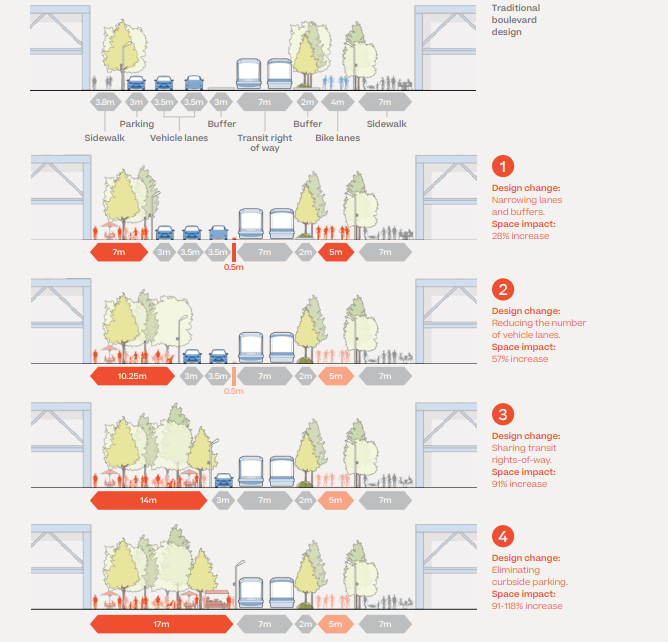 Traditional
boulevard
design
3.8m 3m 3.5m 3.5m 3m 7m 2m 4m 7m
Parking Buffer Buffer Sidewalk
Sidewalk Vehicle lanes Transit right
of way Bike lanes
1
Design change:
Narrowing lanes
and buffers.
Space impact:
28% increase
7m 3m 3.5m 3.5m 7m 2m 5m 7m
0.5m
2
Design change:
Reducing the number
of vehicle lanes.
Space impact:
57% increase
10.25m 3m 3.5m 7m 2m 5m 7m
0.5m
3
Design change:
Sharing transit
rights-of-way.
Space impact:
91% increase
14m 3m 7m 2m 5m 7m
4
Design change:
Eliminating
curbside parking.
Space impact:
91-118% increase
17m 7m 2m 5m 7m